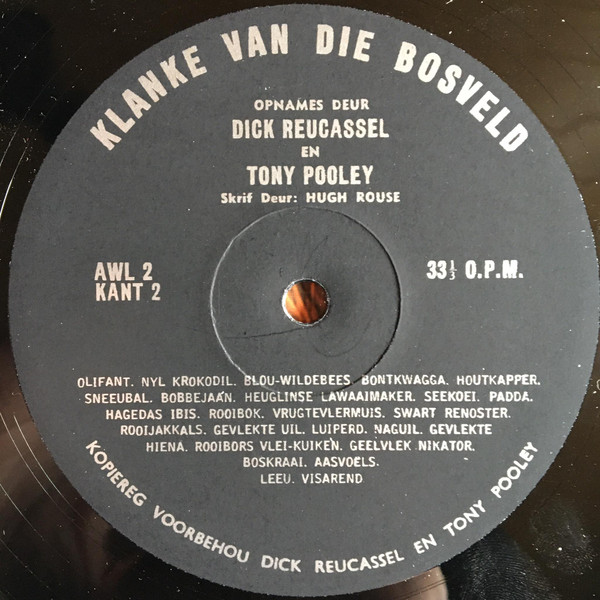 KLANKE VAN DIE BOSVELD
OPNAMES DEUR
DICK REUCASSEL
EN
TONY POOLEY
Skrif Deur: HUGH ROUSE
AWL 2
KANT 2
33⅓ O.P.M.
OLIFANT. NYL KROKODIL. BLOU-WILDEBEES. BONTKWAGGA. HOUTKAPPER.
SNEEUBAL. BOBBEJAAN. HEUGLINSE LAWAAIMAKER. SEEKOEI. PADDA.
HAGEDAS IBIS. ROOIBOK. VRUGTEVLERMUIS. SWART RENOSTER.
ROOIJAKKALS. GEVLEKTE UIL. LUIPERD. NAGUIL. GEVLEKTE
HIENA. ROOIBORS VLEI-KUIKEN. GEELVLEK NIKATOR.
BOSKRAAI. AASVOELS.
LEEU. VISAREND
KOPIEREG VOORBEHOU DICK REUCASSEL EN TONY POOLEY